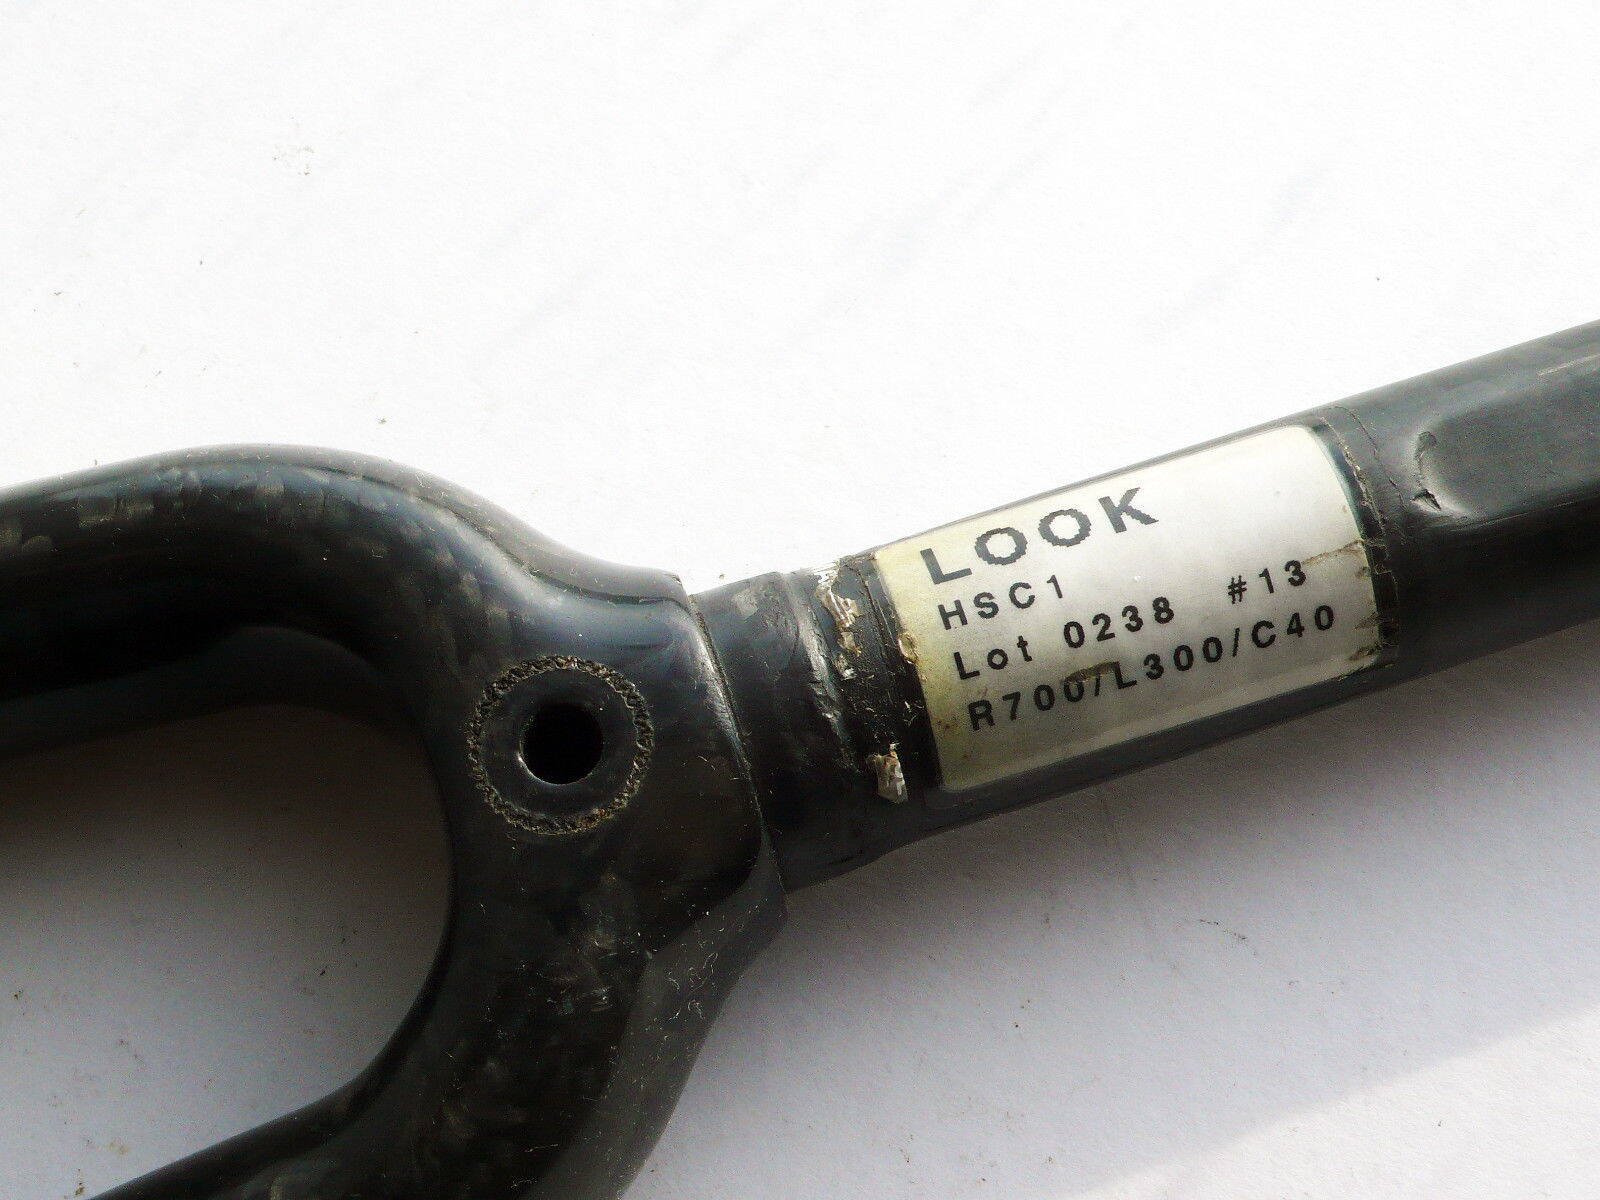 LOOK
HSC1
Lot 0238 #13
R700/L300/C40